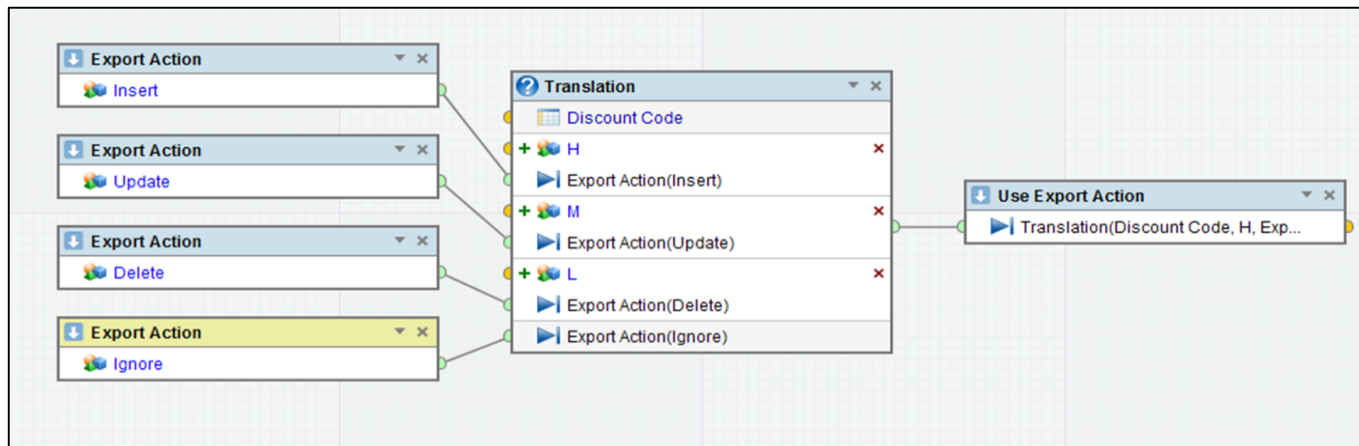 Export Action
Insert
Export Action
Update
Export Action
Delete
Export Action
Ignore
Translation
Discount Code
H
Export Action(Insert)
M
Export Action(Update)
L
Export Action(Delete)
Export Action(Ignore)
Use Export Action
Translation(Discount Code, H, Exp...